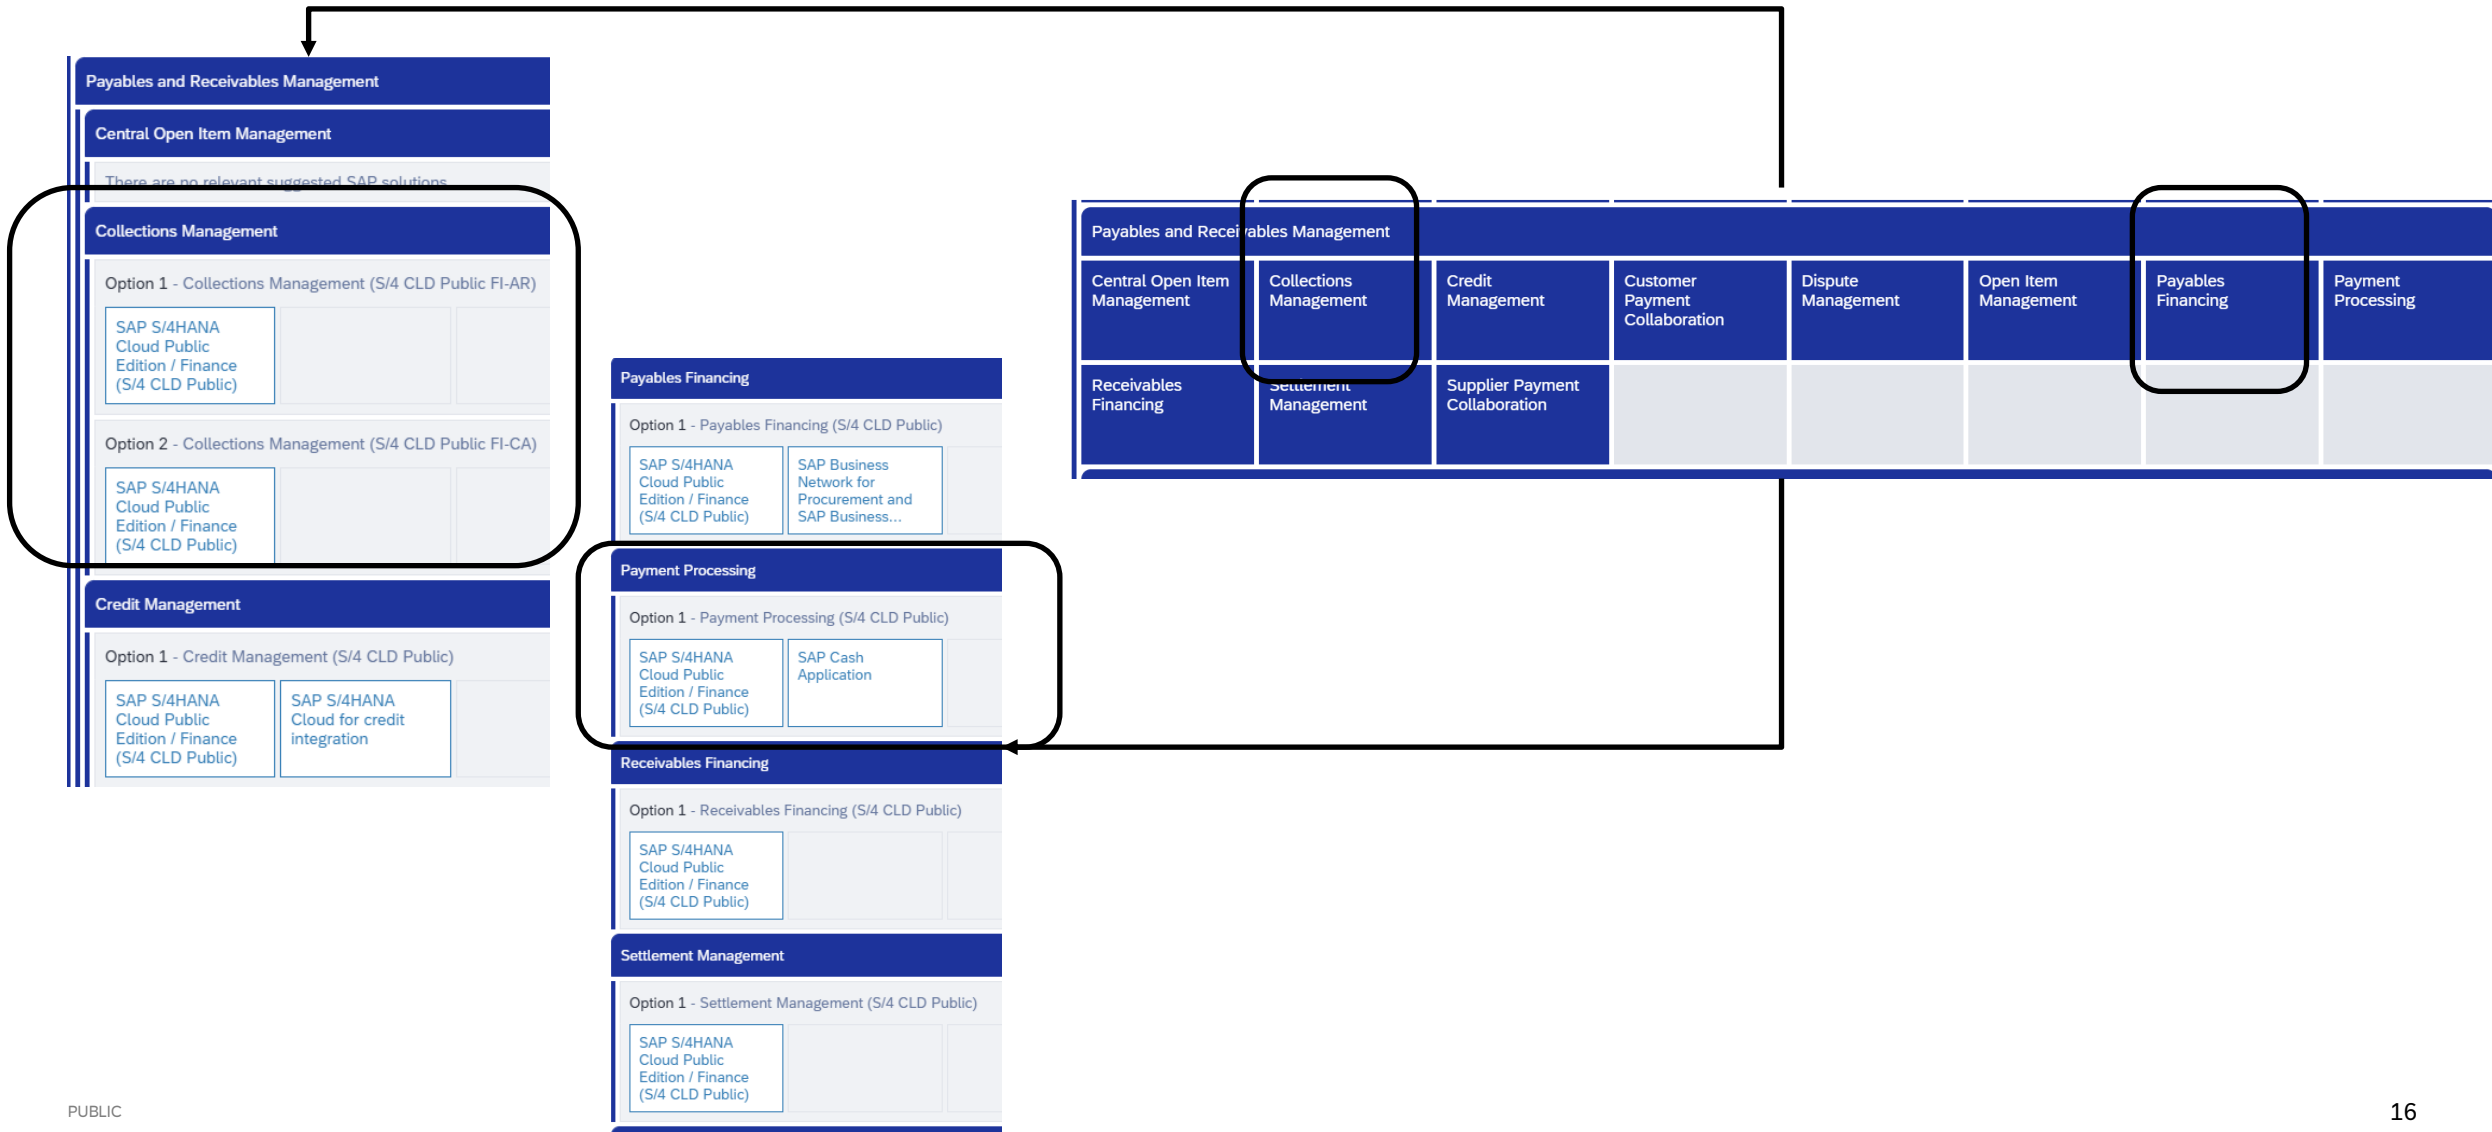 Payables and Receivables Management
Central Open Item Management
There are no relevant suggested SAP solutions
Collections Management
Option 1 - Collections Management (S/4 CLD Public FI-AR)
SAP S/4HANA
Cloud Public
Edition / Finance
(S/4 CLD Public)
Option 2 - Collections Management (S/4 CLD Public FI-CA)
SAP S/4HANA
Cloud Public
Edition / Finance
(S/4 CLD Public)
Credit Management
Option 1 - Credit Management (S/4 CLD Public)
SAP S/4HANA
Cloud Public
Edition / Finance
(S/4 CLD Public)
SAP S/4HANA
Cloud for credit
integration
Payables Financing
Option 1 - Payables Financing (S/4 CLD Public)
SAP S/4HANA
Cloud Public
Edition / Finance
(S/4 CLD Public)
SAP Business
Network for
Procurement and
SAP Business...
Payment Processing
Option 1 - Payment Processing (S/4 CLD Public)
SAP S/4HANA
Cloud Public
Edition / Finance
(S/4 CLD Public)
SAP Cash
Application
Receivables Financing
Option 1 - Receivables Financing (S/4 CLD Public)
SAP S/4HANA
Cloud Public
Edition / Finance
(S/4 CLD Public)
Settlement Management
Option 1 - Settlement Management (S/4 CLD Public)
SAP S/4HANA
Cloud Public
Edition / Finance
(S/4 CLD Public)
Payables and Receivables Management
Central Open Item
Management
Collections
Management
Credit
Management
Customer
Payment
Collaboration
Dispute
Management
Open Item
Management
Payables
Financing
Payment
Processing
Receivables
Financing
Settlement
Management
Supplier Payment
Collaboration
PUBLIC
16